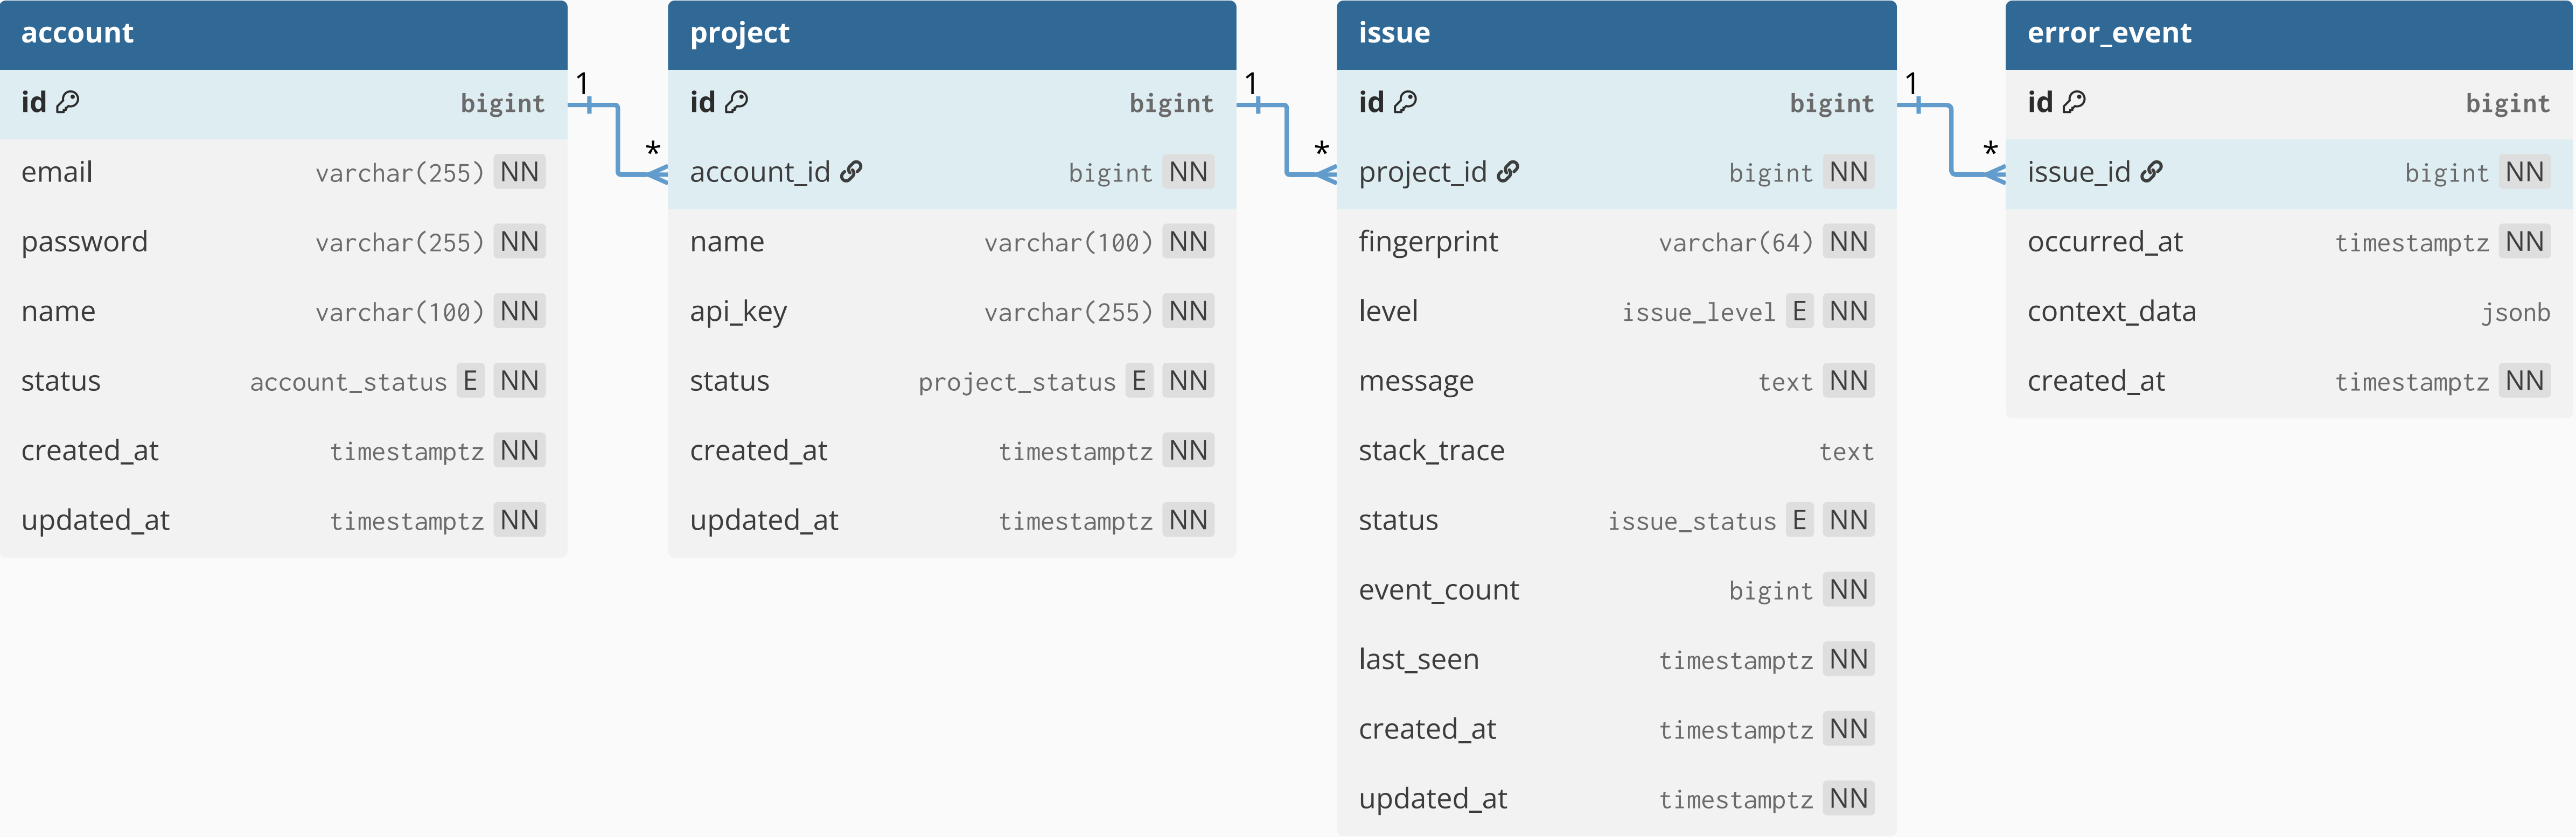 account
id bigint
email varchar(255) NN
password varchar(255) NN
name varchar(100) NN
status account_status E NN
created_at timestamptz NN
updated_at timestamptz NN
1
*
project
id bigint
account_id bigint NN
name varchar(100) NN
api_key varchar(255) NN
status project_status E NN
created_at timestamptz NN
updated_at timestamptz NN
1
*
issue
id bigint
project_id bigint NN
fingerprint varchar(64) NN
level issue_level E NN
message text NN
stack_trace text
status issue_status E NN
event_count bigint NN
last_seen timestamptz NN
created_at timestamptz NN
updated_at timestamptz NN
1
*
error_event
id bigint
issue_id bigint NN
occurred_at timestamptz NN
context_data jsonb
created_at timestamptz NN